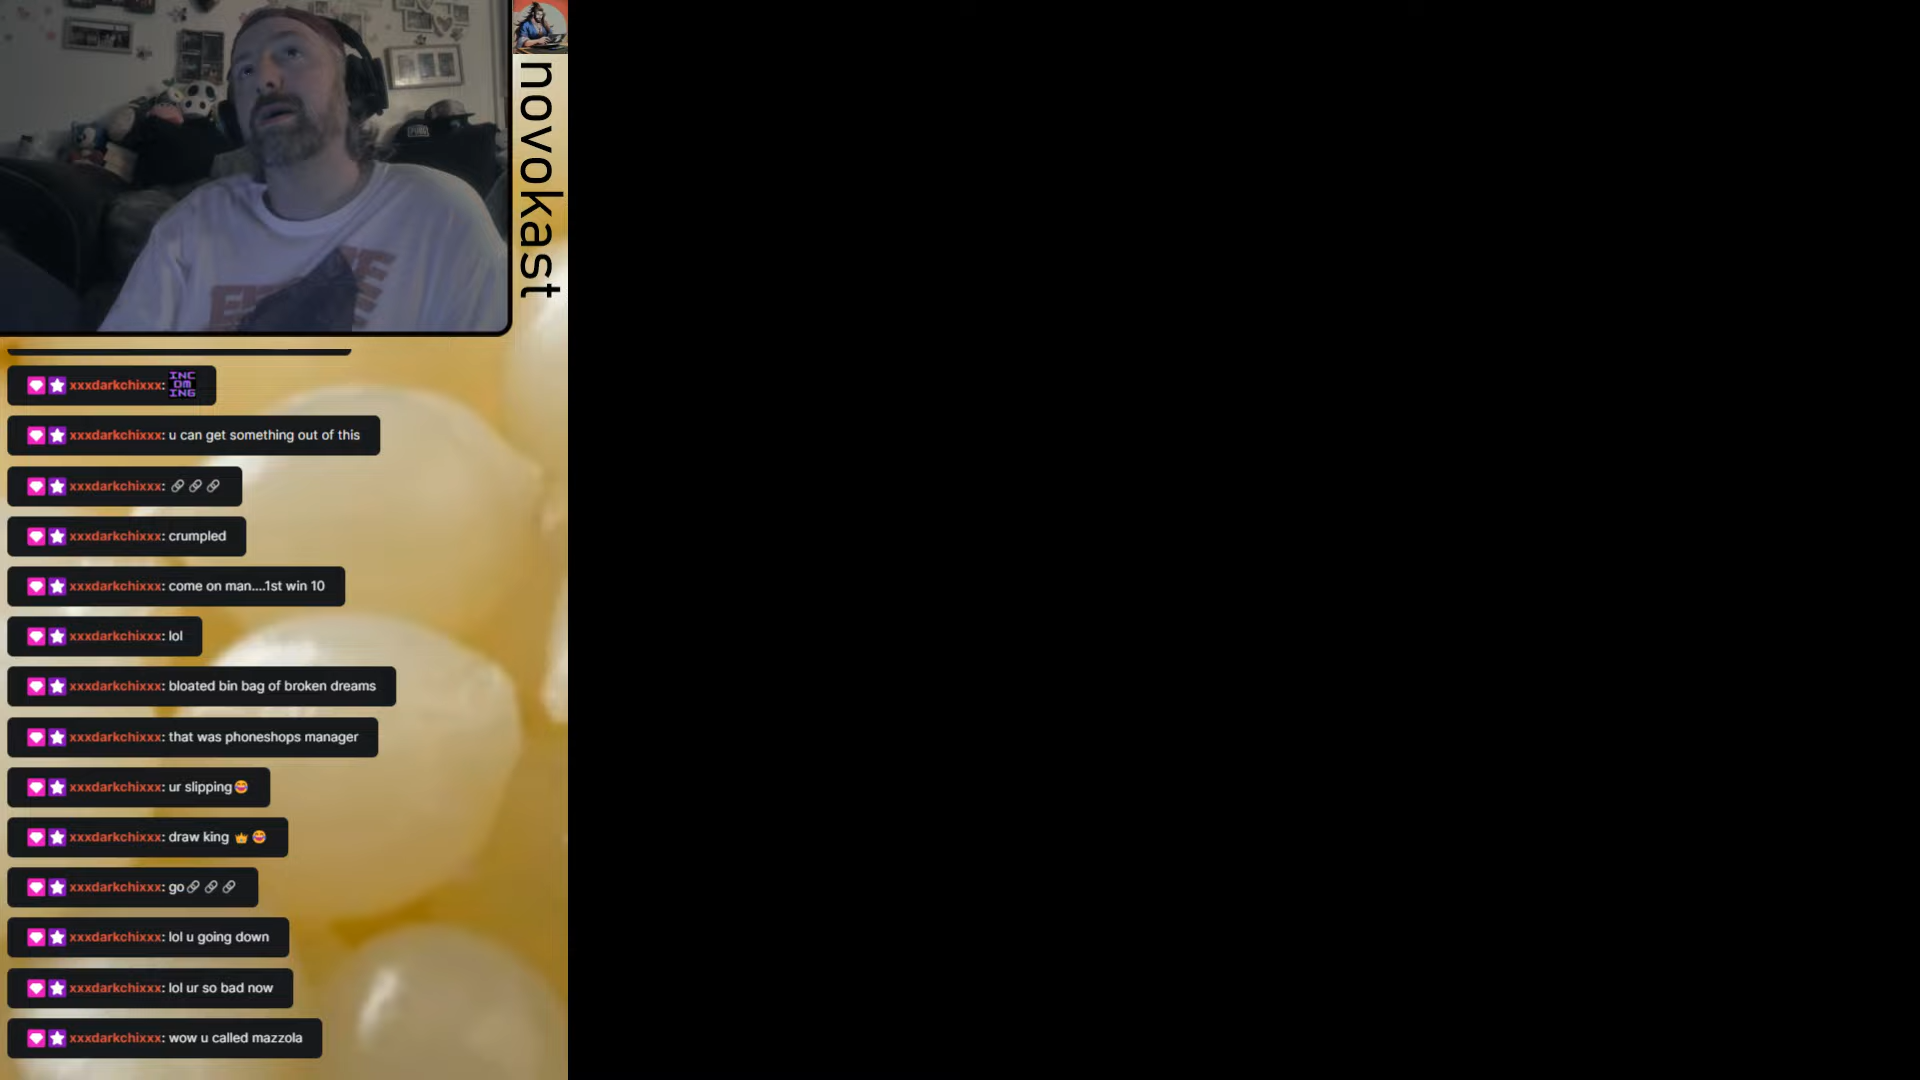 novokast
PUBG
xxxdarkchixxx: INC
OM
ING
xxxdarkchixxx: u can get something out of this
xxxdarkchixxx: 🔗 🔗 🔗
xxxdarkchixxx: crumpled
xxxdarkchixxx: come on man....1st win 10
xxxdarkchixxx: lol
xxxdarkchixxx: bloated bin bag of broken dreams
xxxdarkchixxx: that was phoneshops manager
xxxdarkchixxx: ur slipping😆
xxxdarkchixxx: draw king 👑 😆
xxxdarkchixxx: go🔗 🔗 🔗
xxxdarkchixxx: lol u going down
xxxdarkchixxx: lol ur so bad now
xxxdarkchixxx: wow u called mazzola